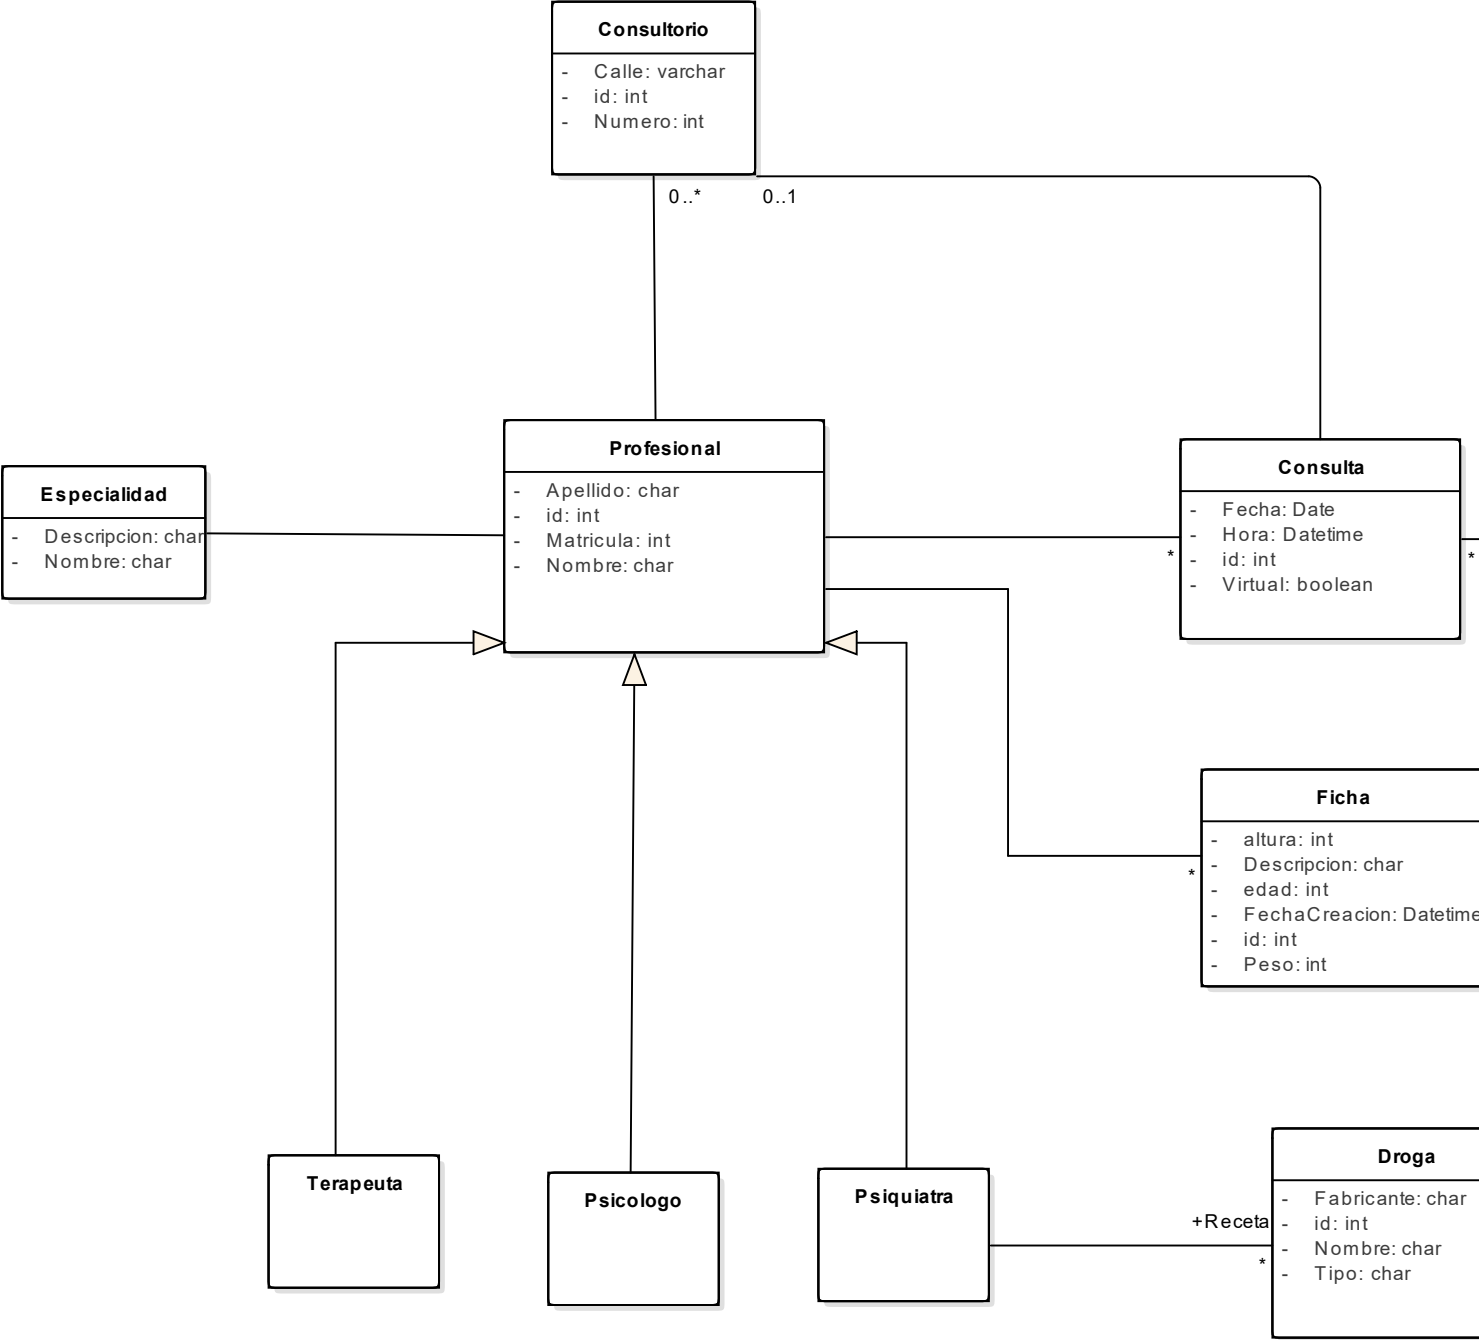 Consultorio
- Calle: varchar
- id: int
- Numero: int
0..*
0..1
Profesional
- Apellido: char
- id: int
- Matricula: int
- Nombre: char
Especialidad
- Descripcion: char
- Nombre: char
Consulta
- Fecha: Date
- Hora: Datetime
- id: int
- Virtual: boolean
*
*
Ficha
- altura: int
- Descripcion: char
- edad: int
- FechaCreacion: Datetime
- id: int
- Peso: int
*
Terapeuta
Psicologo
Psiquiatra
+Receta
*
Droga
- Fabricante: char
- id: int
- Nombre: char
- Tipo: char